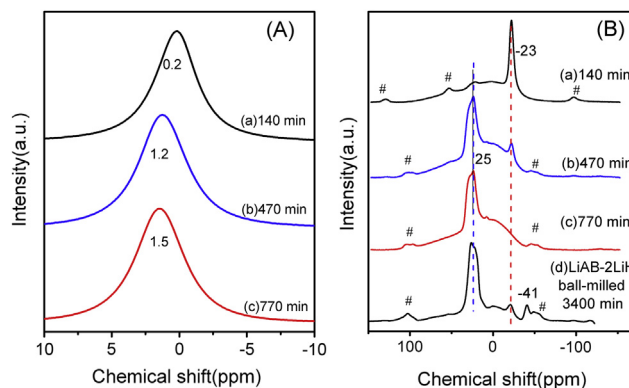 (A)
0.2
(a)140 min
1.2
(b)470 min
1.5
(c)770 min
10
5
0
-5
-10
Chemical shift(ppm)
Intensity(a.u.)
(B)
-23
(a)140 min
#
#
#
(b)470 min
#
#
25
(c)770 min
#
#
(d)LiAB-2LiH
ball-milled
3400 min
-41
#
#
100
0
-100
Chemical shift(ppm)
Intensity(a.u.)